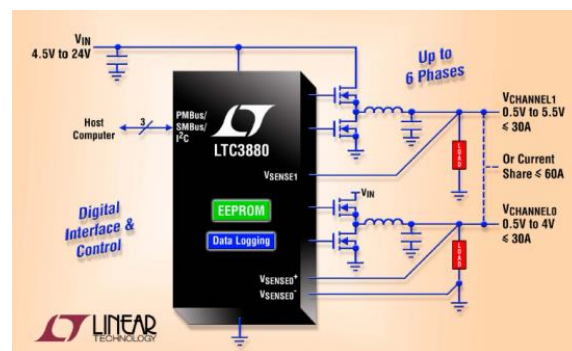 VIN
4.5V to 24V
Up to
6 Phases
Host
Computer
3
PMBus/
SMBus/
I²C
LTC3880
VCHANNEL1
0.5V to 5.5V
≤ 30A
LOAD
VSENSE1
Or Current
Share ≤ 60A
Digital
Interface &
Control
EEPROM
Data Logging
VIN
VCHANNEL0
0.5V to 4V
≤ 30A
LOAD
VSENSE0+
VSENSE0-
LINEAR
TECHNOLOGY